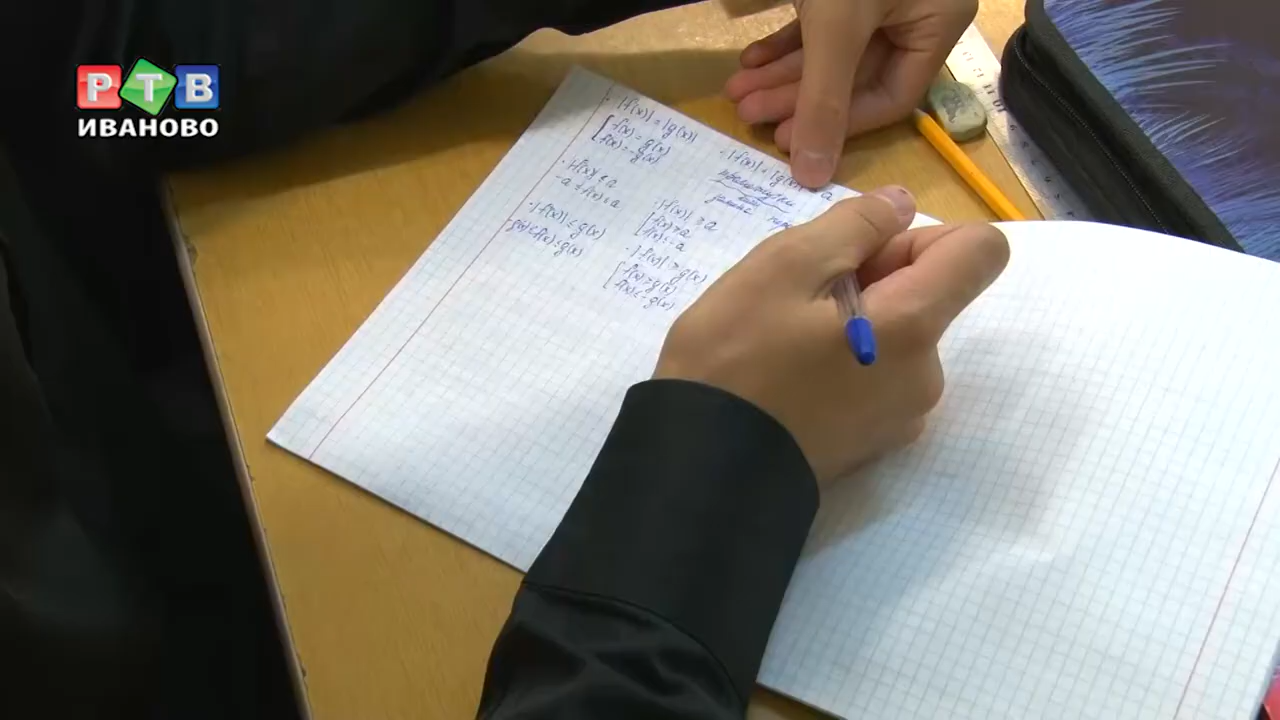 РТВ
ИВАНОВО
|f(x)| = |g(x)|
f(x) = g(x)
f(x) = -g(x)
|f(x)| ≤ a
-a ≤ f(x) ≤ a
|f(x)| ≤ g(x)
-g(x) ≤ f(x) ≤ g(x)
|f(x)| + |g(x)| = a
|f(x)| ≥ a
f(x) ≥ a
f(x) ≤ -a
|f(x)| ≥ g(x)
f(x) ≥ g(x)
f(x) ≤ -g(x)